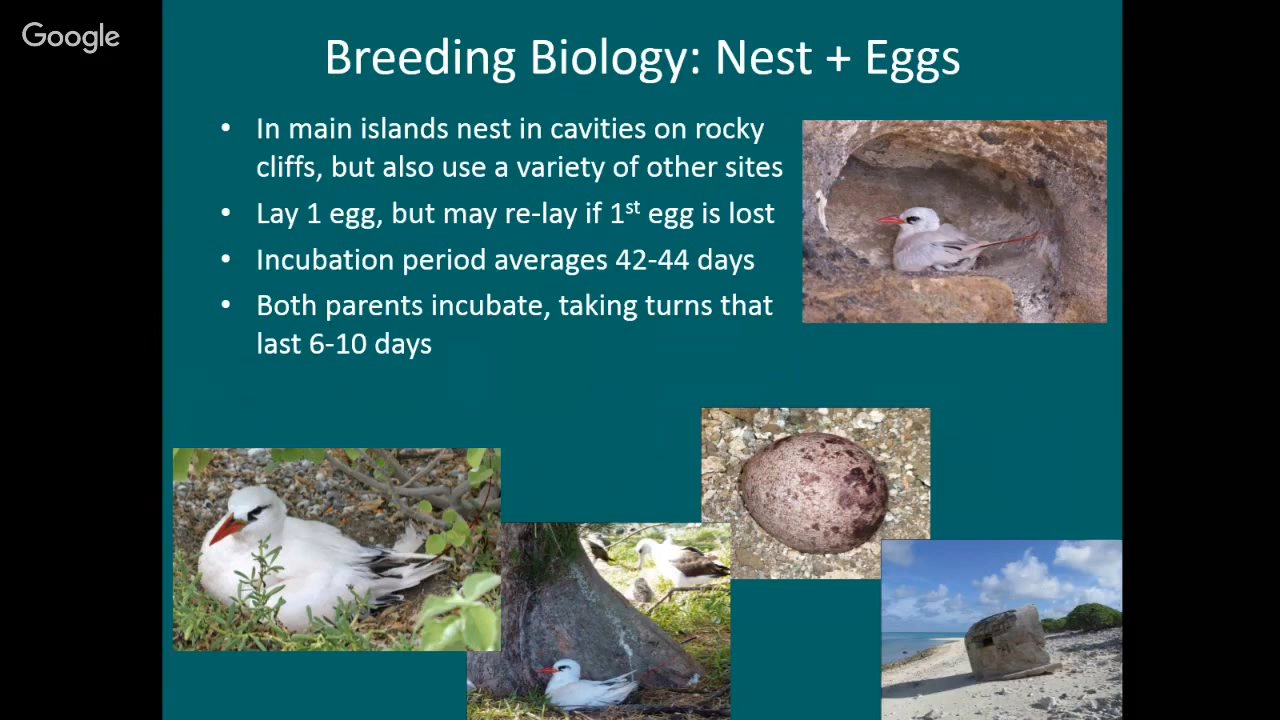 Google
Breeding Biology: Nest + Eggs
• In main islands nest in cavities on rocky
cliffs, but also use a variety of other sites
• Lay 1 egg, but may re-lay if 1st egg is lost
• Incubation period averages 42-44 days
• Both parents incubate, taking turns that
last 6-10 days